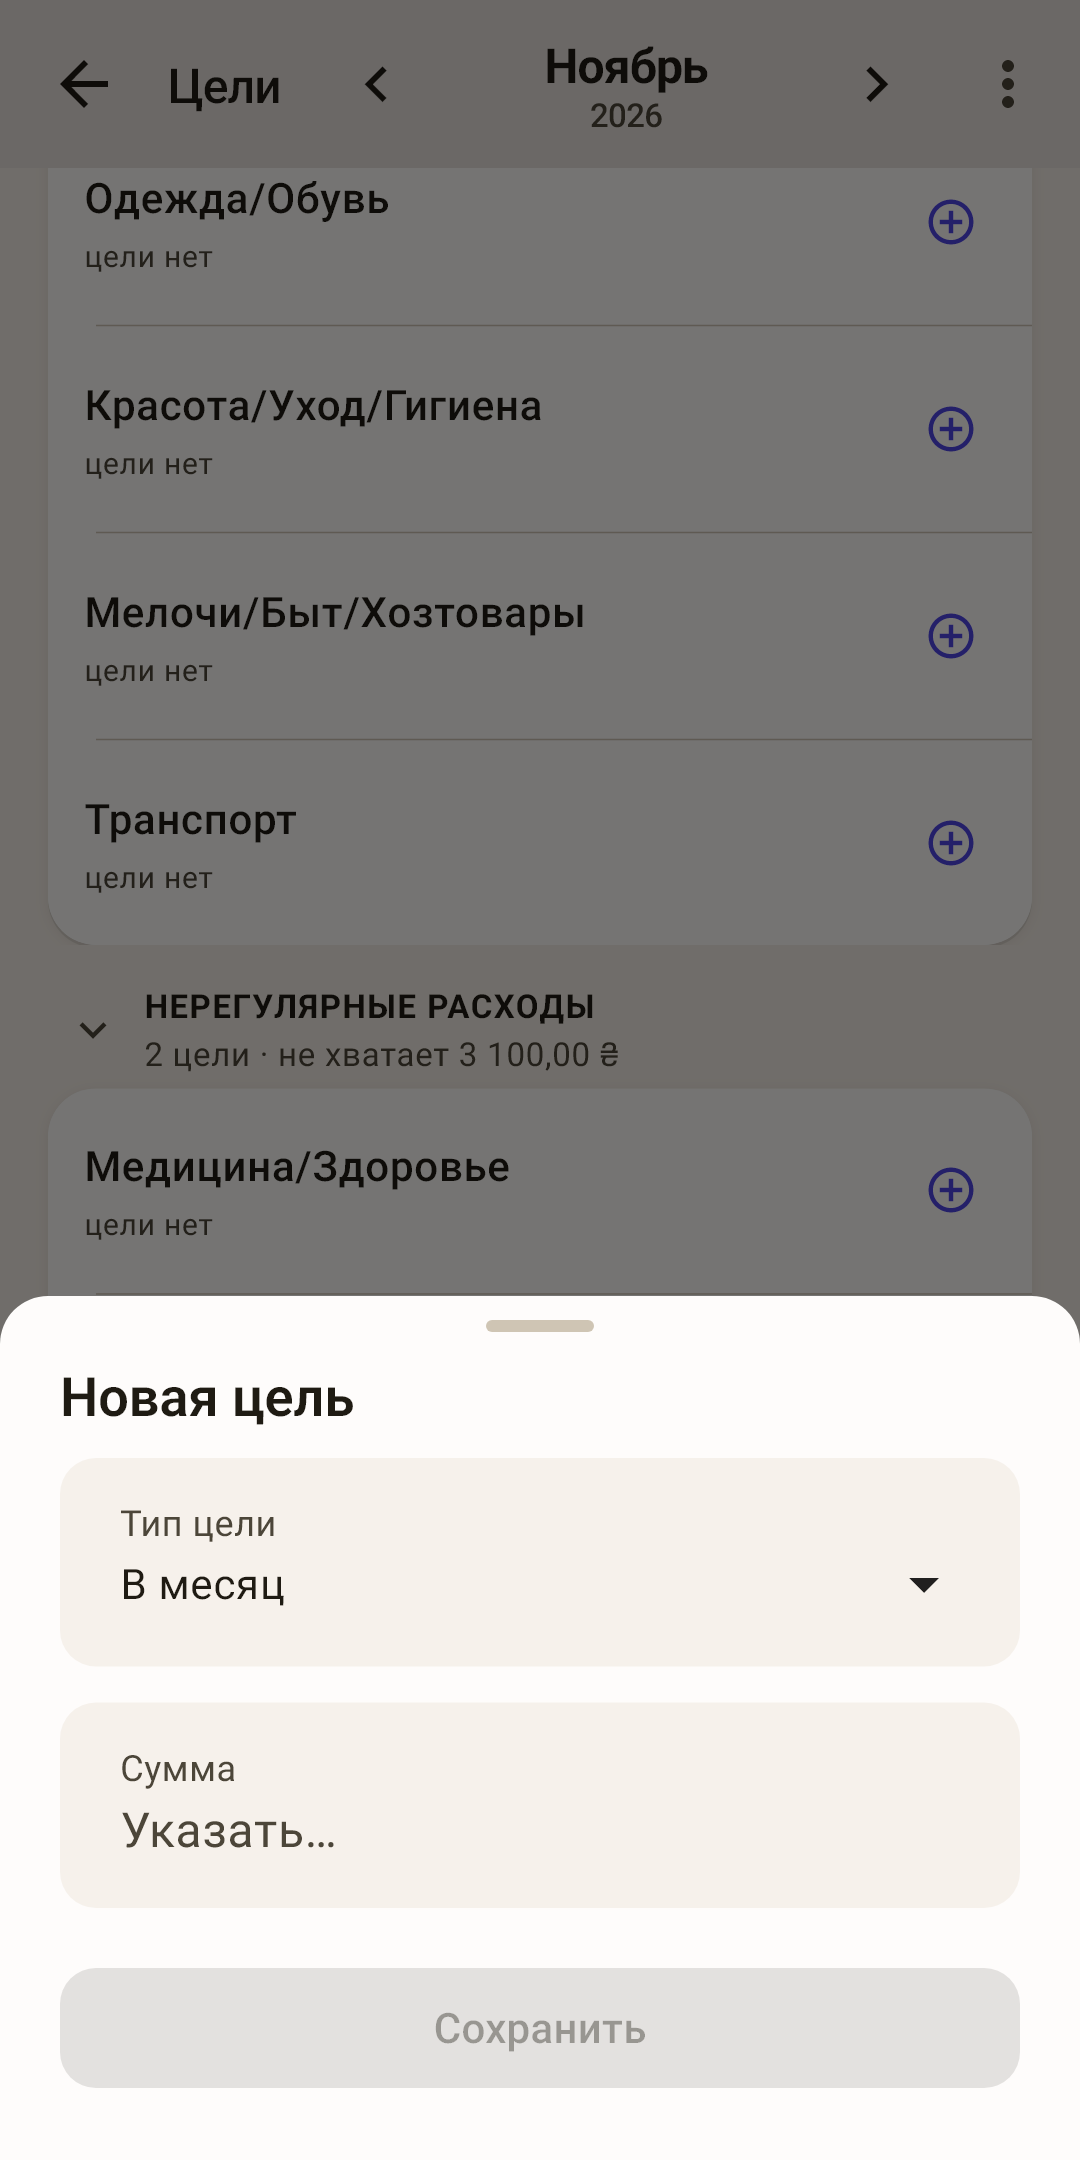 Цели
Ноябрь
2026
Одежда/Обувь
цели нет
Красота/Уход/Гигиена
цели нет
Мелочи/Быт/Хозтовары
цели нет
Транспорт
цели нет
НЕРЕГУЛЯРНЫЕ РАСХОДЫ
2 цели · не хватает 3 100,00 ₴
Медицина/Здоровье
цели нет
Новая цель
Тип цели
В месяц
Сумма
Указать...
Сохранить